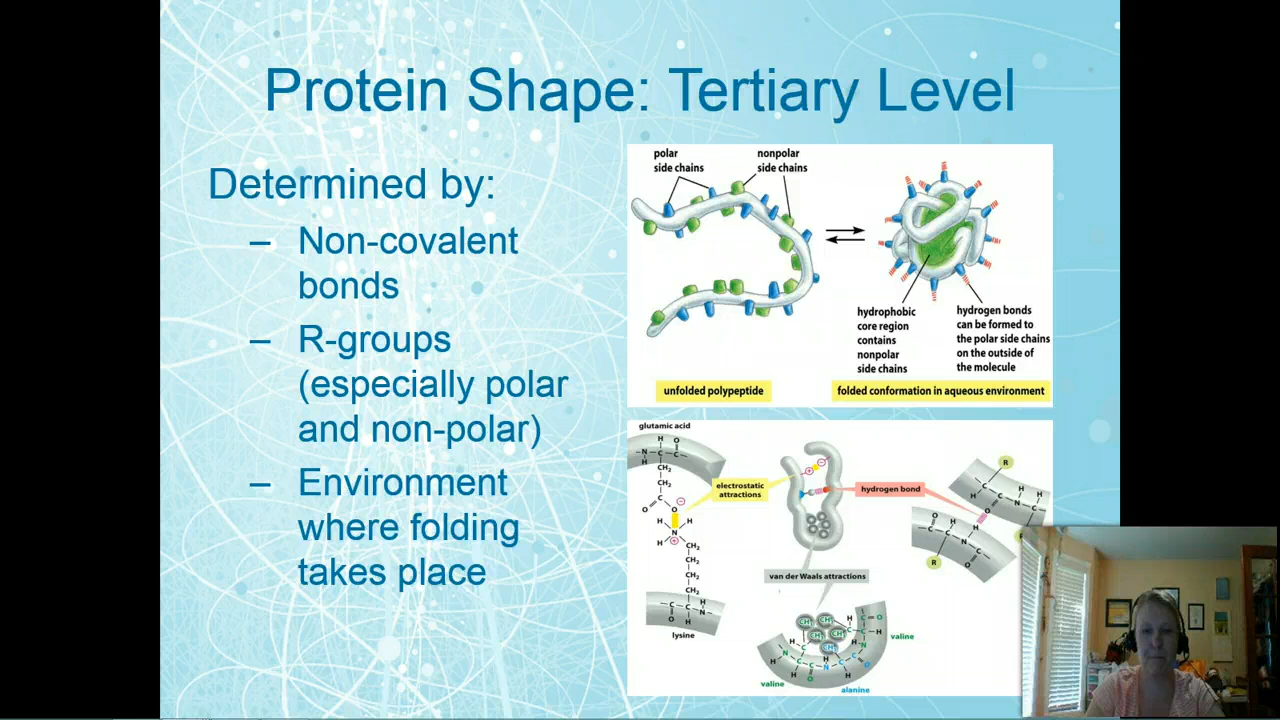 Protein Shape: Tertiary Level
Determined by:
– Non-covalent
bonds
– R-groups
(especially polar
and non-polar)
– Environment
where folding
takes place
polar
side chains
nonpolar
side chains
hydrophobic
core region
contains
nonpolar
side chains
hydrogen bonds
can be formed to
the polar side chains
on the outside of
the molecule
unfolded polypeptide
folded conformation in aqueous environment
glutamic acid
electrostatic
attractions
hydrogen bond
van der Waals attractions
lysine
valine
valine
alanine